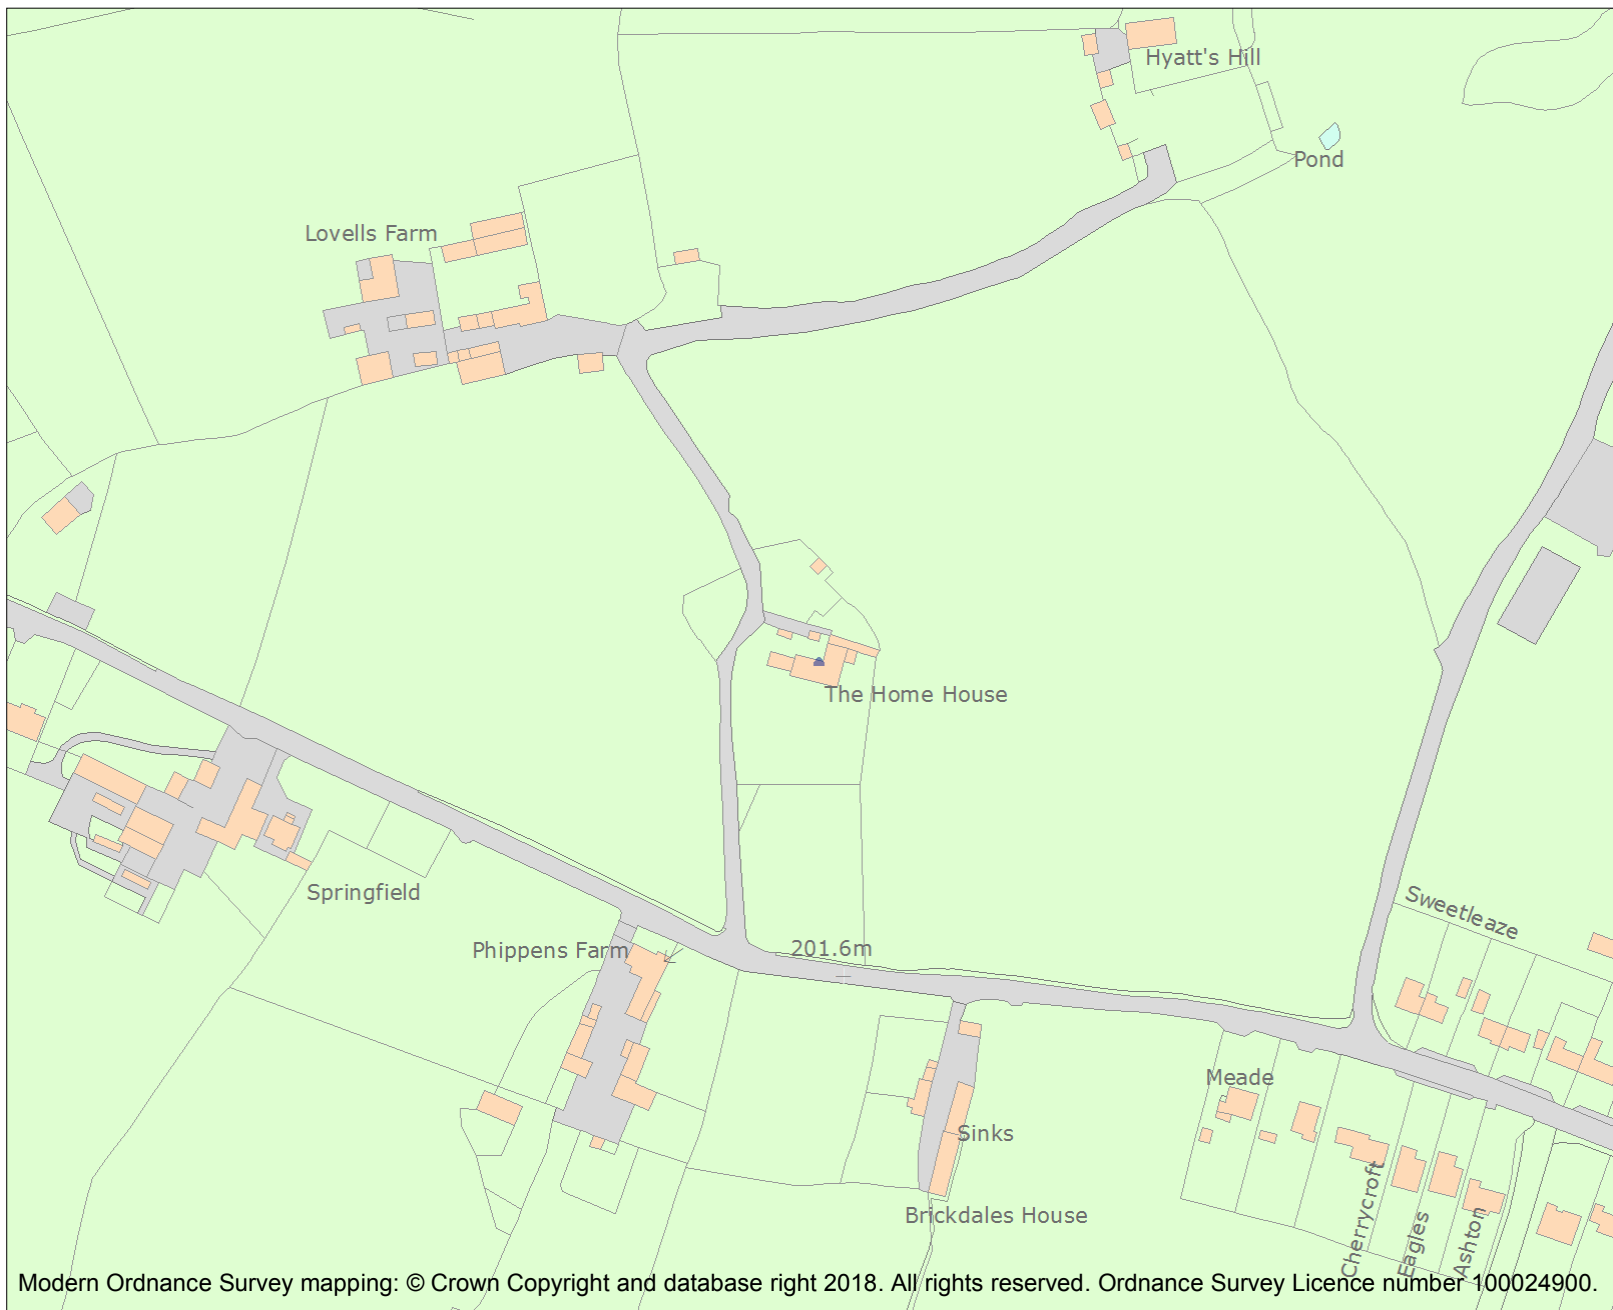 Hyatt's Hill
Pond
Lovells Farm
The Home House
Springfield
Sweetleaze
Phippens Farm
201.6m
Meade
Sinks
Cherrycroft
Eagles
Ashton
Brickdales House
Modern Ordnance Survey mapping: © Crown Copyright and database right 2018. All rights reserved. Ordnance Survey Licence number 100024900.